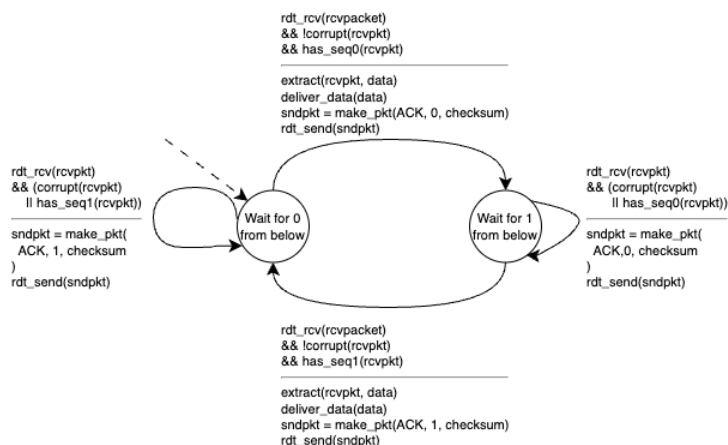 rdt_rcv(rcvpacket)
&& !corrupt(rcvpkt)
&& has_seq0(rcvpkt)
extract(rcvpkt, data)
deliver_data(data)
sndpkt = make_pkt(ACK, 0, checksum)
rdt_send(sndpkt)
rdt_rcv(rcvpkt)
&& (corrupt(rcvpkt)
|| has_seq1(rcvpkt))
sndpkt = make_pkt(
ACK, 1, checksum
)
rdt_send(sndpkt)
Wait for 0
from below
Wait for 1
from below
rdt_rcv(rcvpkt)
&& (corrupt(rcvpkt)
|| has_seq0(rcvpkt))
sndpkt = make_pkt(
ACK,0, checksum
)
rdt_send(sndpkt)
rdt_rcv(rcvpacket)
&& !corrupt(rcvpkt)
&& has_seq1(rcvpkt)
extract(rcvpkt, data)
deliver_data(data)
sndpkt = make_pkt(ACK, 1, checksum)
rdt_send(sndpkt)